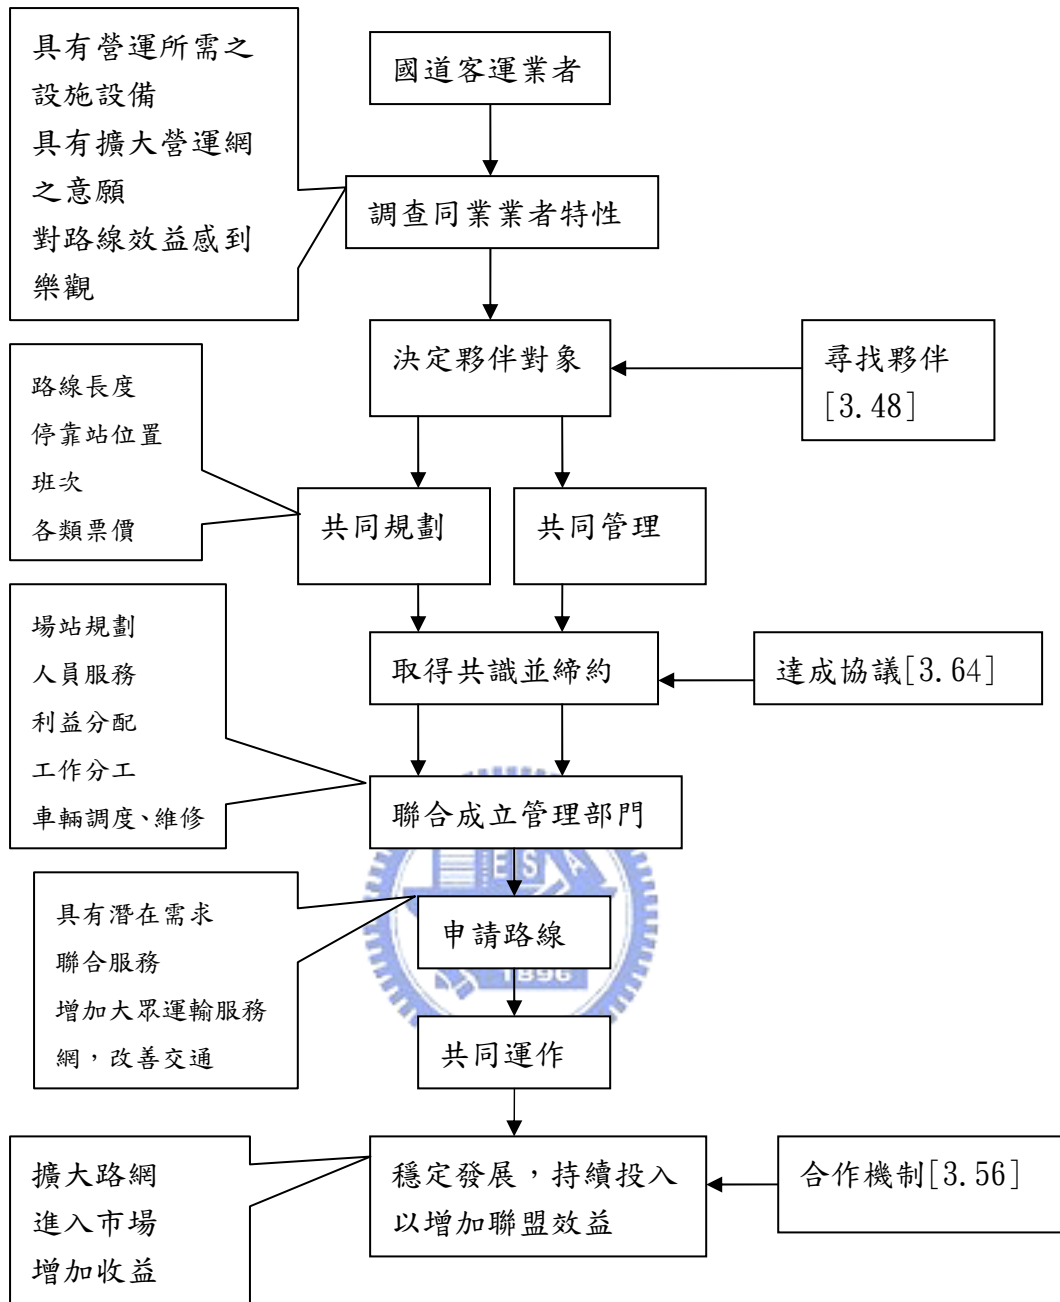 具有營運所需之
設施設備
具有擴大營運網
之意願
對路線效益感到
樂觀
國道客運業者
調查同業業者特性
決定夥伴對象
尋找夥伴
[3.48]
路線長度
停靠站位置
班次
各類票價
共同規劃
共同管理
場站規劃
人員服務
利益分配
工作分工
車輛調度、維修
取得共識並締約
達成協議[3.64]
聯合成立管理部門
E S A
具有潛在需求
聯合服務
增加大眾運輸服務
網，改善交通
申請路線
1896
共同運作
擴大路網
進入市場
增加收益
穩定發展，持續投入
以增加聯盟效益
合作機制[3.56]